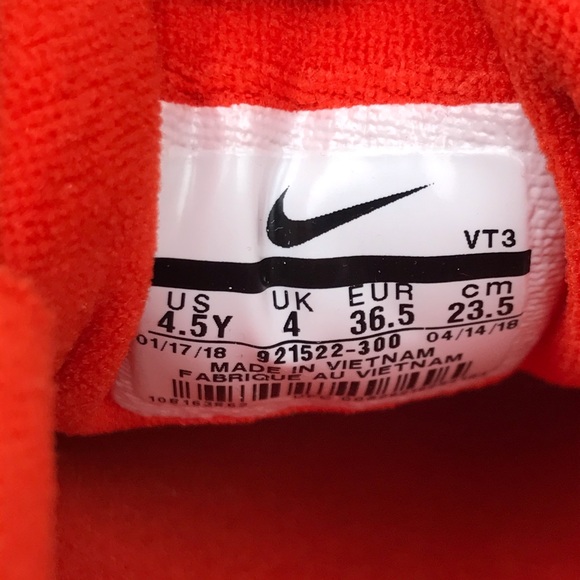 VT3
US UK EUR cm
4.5Y 4 36.5 23.5
01/17/18 921522-300 04/14/18
MADE IN VIETNAM
FABRIQUE AU VIETNAM